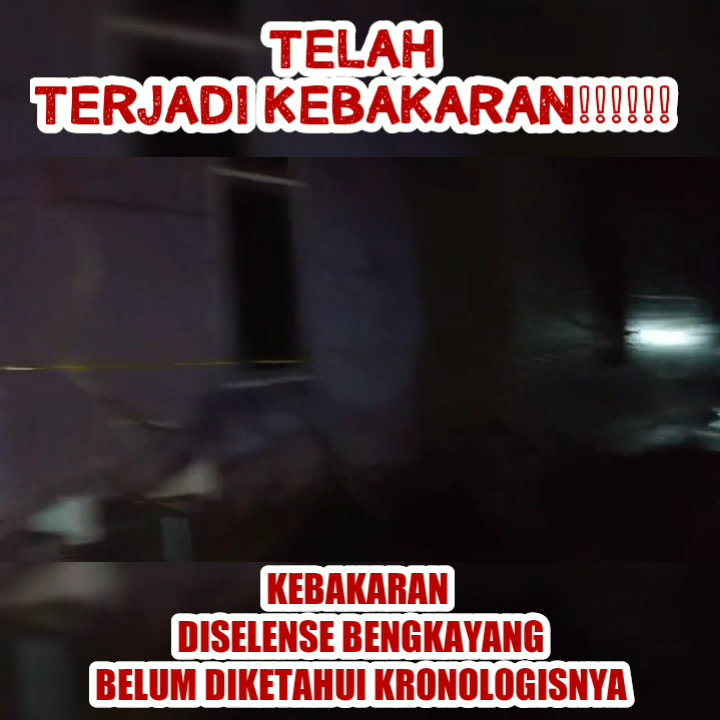 TELAH
TERJADI KEBAKARAN!!!!!!
KEBAKARAN
DISELENSE BENGKAYANG
BELUM DIKETAHUI KRONOLOGISNYA